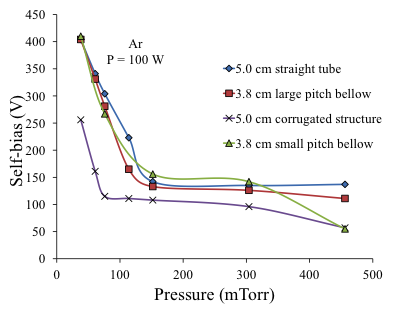 450
400
350
300
250
200
150
100
50
0
Self-bias (V)
Ar
P = 100 W
5.0 cm straight tube
3.8 cm large pitch bellow
5.0 cm corrugated structure
3.8 cm small pitch bellow
0 100 200 300 400 500
Pressure (mTorr)